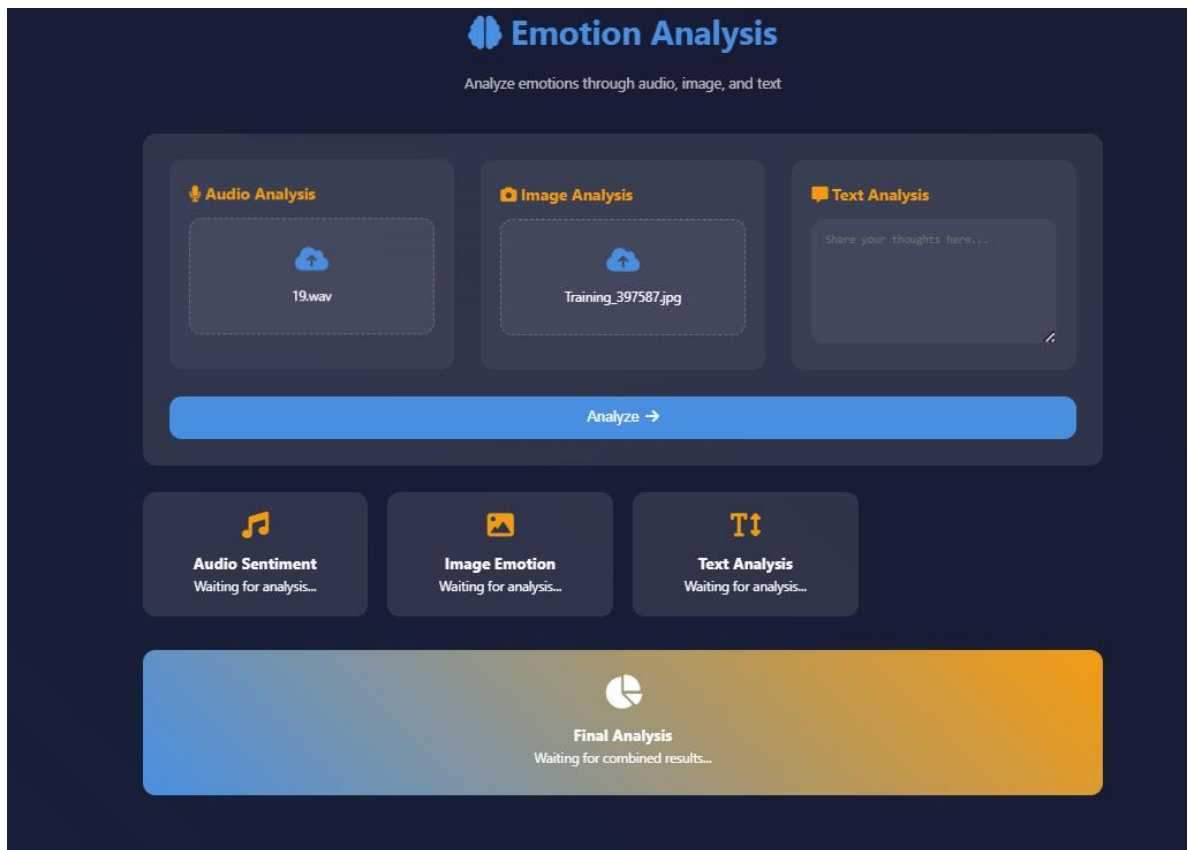 Emotion Analysis
Analyze emotions through audio, image, and text
Audio Analysis
19.wav
Image Analysis
Training_397587.jpg
Text Analysis
Share your thoughts here...
Analyze →
Audio Sentiment
Waiting for analysis...
Image Emotion
Waiting for analysis...
Text Analysis
Waiting for analysis...
Final Analysis
Waiting for combined results...